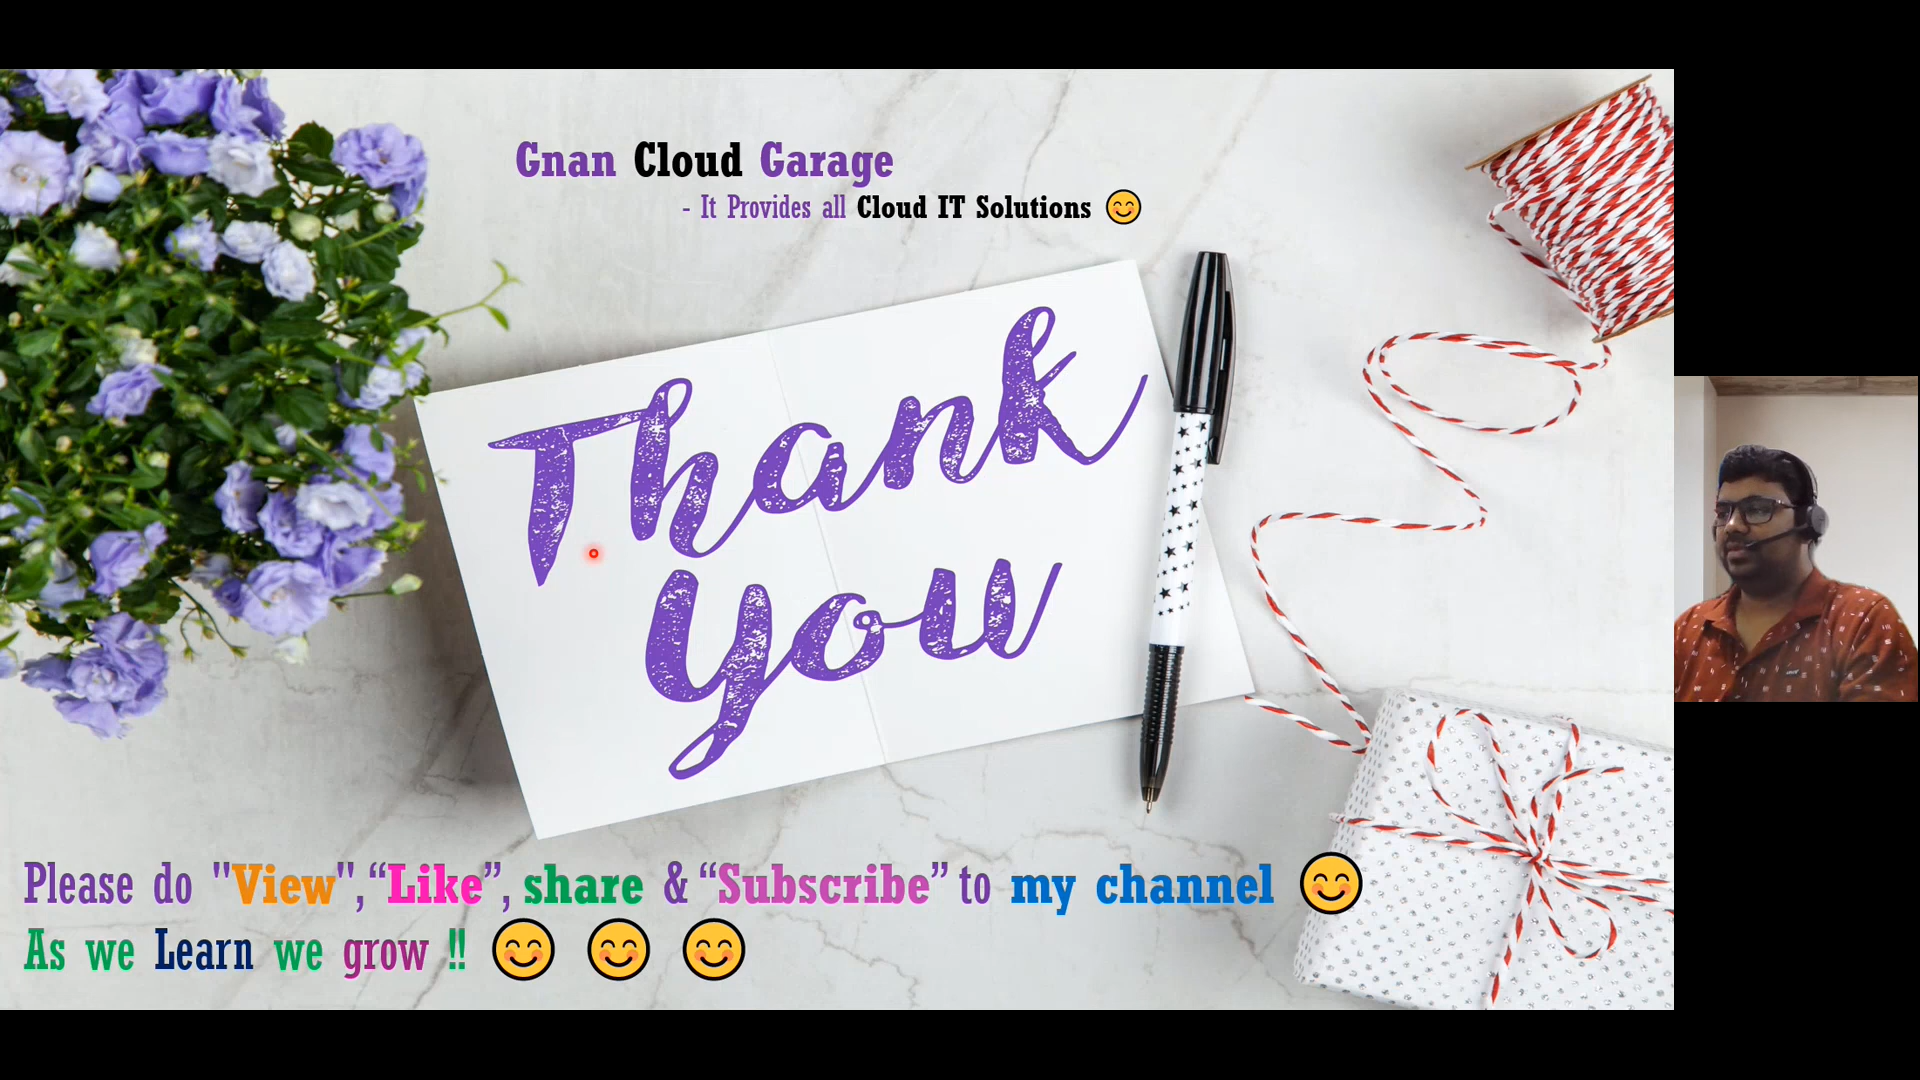 Gnan Cloud Garage
- It Provides all Cloud IT Solutions 😊
Thank
you
Please do "View",“Like”, share & “Subscribe” to my channel 😊
As we Learn we grow !! 😊 😊 😊